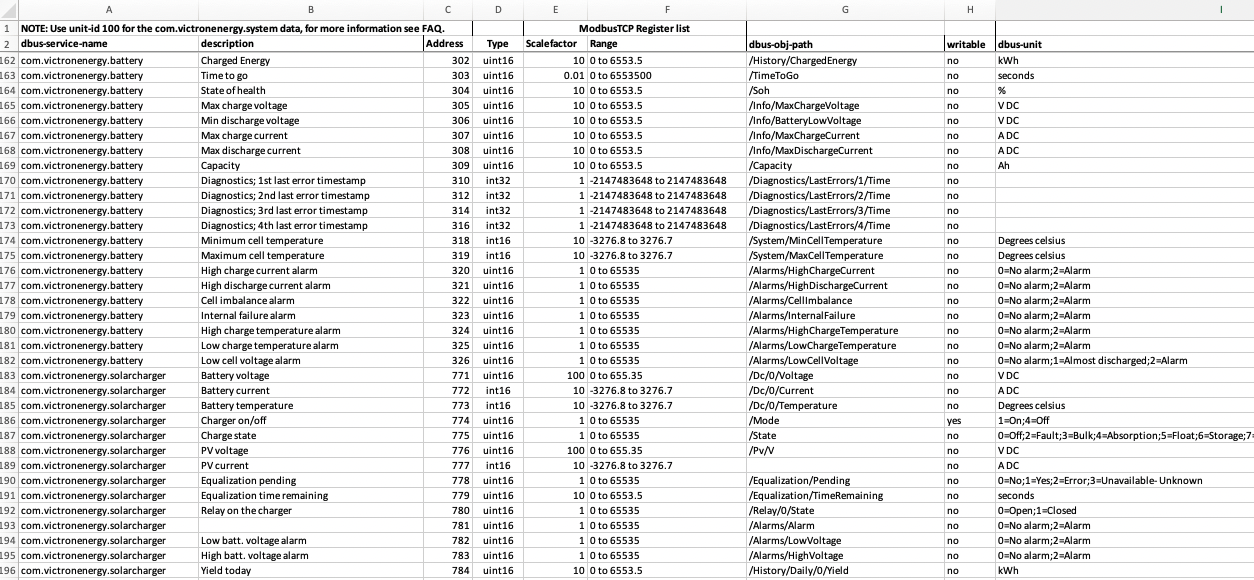 A B C D E F G H I
1 NOTE: Use unit-id 100 for the com.victronenergy.system data, for more information see FAQ. ModbusTCP Register list
2 dbus-service-name description Address Type Scalefactor Range dbus-obj-path writable dbus-unit
162 com.victronenergy.battery Charged Energy 302 uint16 10 0 to 6553.5 /History/ChargedEnergy no kWh
163 com.victronenergy.battery Time to go 303 uint16 0.01 0 to 6553500 /TimeToGo no seconds
164 com.victronenergy.battery State of health 304 uint16 10 0 to 6553.5 /Soh no %
165 com.victronenergy.battery Max charge voltage 305 uint16 10 0 to 6553.5 /Info/MaxChargeVoltage no V DC
166 com.victronenergy.battery Min discharge voltage 306 uint16 10 0 to 6553.5 /Info/BatteryLowVoltage no V DC
167 com.victronenergy.battery Max charge current 307 uint16 10 0 to 6553.5 /Info/MaxChargeCurrent no A DC
168 com.victronenergy.battery Max discharge current 308 uint16 10 0 to 6553.5 /Info/MaxDischargeCurrent no A DC
169 com.victronenergy.battery Capacity 309 uint16 10 0 to 6553.5 /Capacity no Ah
170 com.victronenergy.battery Diagnostics; 1st last error timestamp 310 int32 1 -2147483648 to 2147483648 /Diagnostics/LastErrors/1/Time no
171 com.victronenergy.battery Diagnostics; 2nd last error timestamp 312 int32 1 -2147483648 to 2147483648 /Diagnostics/LastErrors/2/Time no
172 com.victronenergy.battery Diagnostics; 3rd last error timestamp 314 int32 1 -2147483648 to 2147483648 /Diagnostics/LastErrors/3/Time no
173 com.victronenergy.battery Diagnostics; 4th last error timestamp 316 int32 1 -2147483648 to 2147483648 /Diagnostics/LastErrors/4/Time no
174 com.victronenergy.battery Minimum cell temperature 318 int16 10 -3276.8 to 3276.7 /System/MinCellTemperature no Degrees celsius
175 com.victronenergy.battery Maximum cell temperature 319 int16 10 -3276.8 to 3276.7 /System/MaxCellTemperature no Degrees celsius
176 com.victronenergy.battery High charge current alarm 320 uint16 1 0 to 65535 /Alarms/HighChargeCurrent no 0=No alarm;2=Alarm
177 com.victronenergy.battery High discharge current alarm 321 uint16 1 0 to 65535 /Alarms/HighDischargeCurrent no 0=No alarm;2=Alarm
178 com.victronenergy.battery Cell imbalance alarm 322 uint16 1 0 to 65535 /Alarms/CellImbalance no 0=No alarm;2=Alarm
179 com.victronenergy.battery Internal failure alarm 323 uint16 1 0 to 65535 /Alarms/InternalFailure no 0=No alarm;2=Alarm
180 com.victronenergy.battery High charge temperature alarm 324 uint16 1 0 to 65535 /Alarms/HighChargeTemperature no 0=No alarm;2=Alarm
181 com.victronenergy.battery Low charge temperature alarm 325 uint16 1 0 to 65535 /Alarms/LowChargeTemperature no 0=No alarm;2=Alarm
182 com.victronenergy.battery Low cell voltage alarm 326 uint16 1 0 to 65535 /Alarms/LowCellVoltage no 0=No alarm;1=Almost discharged;2=Alarm
183 com.victronenergy.solarcharger Battery voltage 771 uint16 100 0 to 655.35 /Dc/0/Voltage no V DC
184 com.victronenergy.solarcharger Battery current 772 int16 10 -3276.8 to 3276.7 /Dc/0/Current no A DC
185 com.victronenergy.solarcharger Battery temperature 773 int16 10 -3276.8 to 3276.7 /Dc/0/Temperature no Degrees celsius
186 com.victronenergy.solarcharger Charger on/off 774 uint16 1 0 to 65535 /Mode yes 1=On;4=Off
187 com.victronenergy.solarcharger Charge state 775 uint16 1 0 to 65535 /State no 0=Off;2=Fault;3=Bulk;4=Absorption;5=Float;6=Storage;7=
188 com.victronenergy.solarcharger PV voltage 776 uint16 100 0 to 655.35 /Pv/V no V DC
189 com.victronenergy.solarcharger PV current 777 int16 10 -3276.8 to 3276.7 no A DC
190 com.victronenergy.solarcharger Equalization pending 778 uint16 1 0 to 65535 /Equalization/Pending no 0=No;1=Yes;2=Error;3=Unavailable- Unknown
191 com.victronenergy.solarcharger Equalization time remaining 779 uint16 10 0 to 6553.5 /Equalization/TimeRemaining no seconds
192 com.victronenergy.solarcharger Relay on the charger 780 uint16 1 0 to 65535 /Relay/0/State no 0=Open;1=Closed
193 com.victronenergy.solarcharger 781 uint16 1 0 to 65535 /Alarms/Alarm no 0=No alarm;2=Alarm
194 com.victronenergy.solarcharger Low batt. voltage alarm 782 uint16 1 0 to 65535 /Alarms/LowVoltage no 0=No alarm;2=Alarm
195 com.victronenergy.solarcharger High batt. voltage alarm 783 uint16 1 0 to 65535 /Alarms/HighVoltage no 0=No alarm;2=Alarm
196 com.victronenergy.solarcharger Yield today 784 uint16 10 0 to 6553.5 /History/Daily/0/Yield no kWh